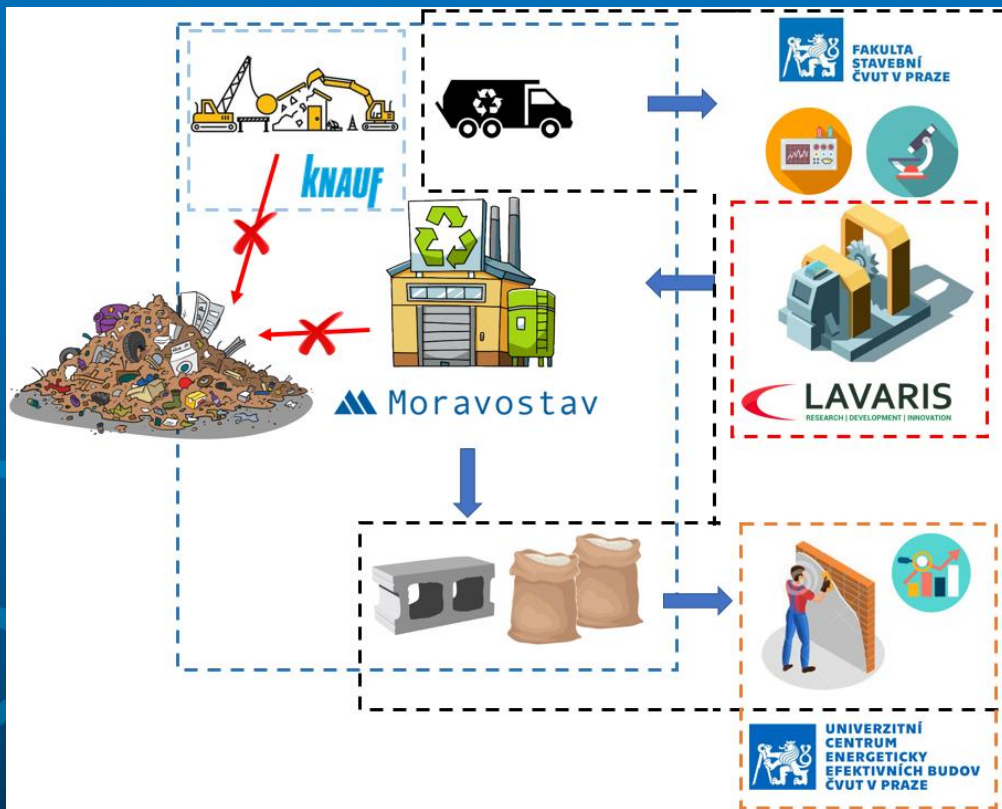 FAKULTA
STAVEBNÍ
ČVUT V PRAZE
KNAUF
LAVARIS
RESEARCH | DEVELOPMENT | INNOVATION
Moravostav
UNIVERZITNÍ
CENTRUM
ENERGETICKY
EFEKTIVNÍCH BUDOV
ČVUT V PRAZE